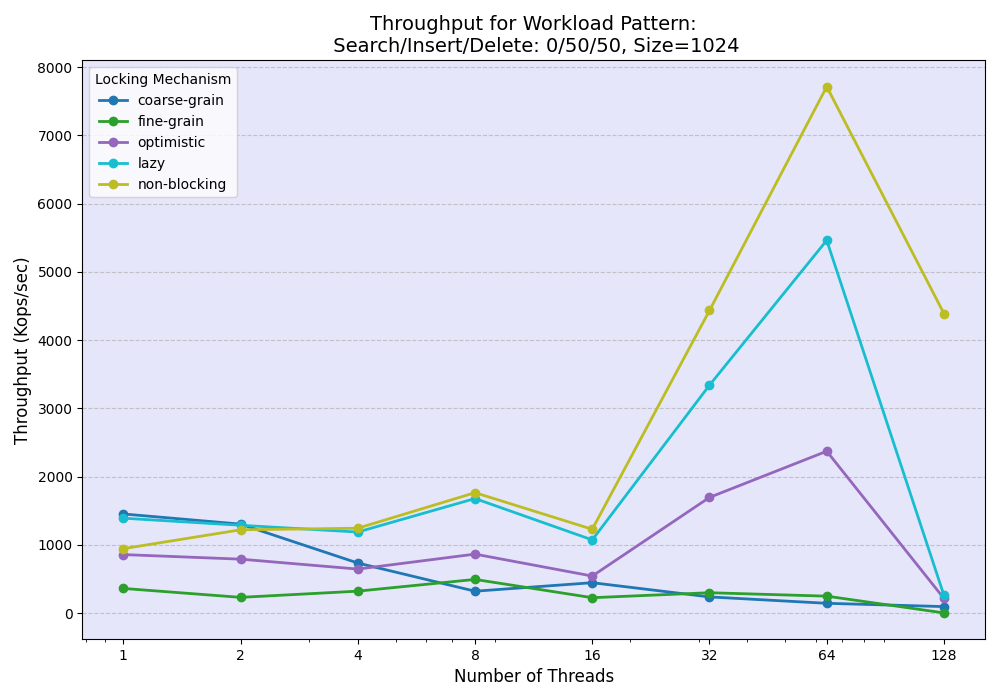 Throughput for Workload Pattern:
Search/Insert/Delete: 0/50/50, Size=1024
Locking Mechanism
coarse-grain
fine-grain
optimistic
lazy
non-blocking
Throughput (Kops/sec)
8000
7000
6000
5000
4000
3000
2000
1000
0
1 2 4 8 16 32 64 128
Number of Threads